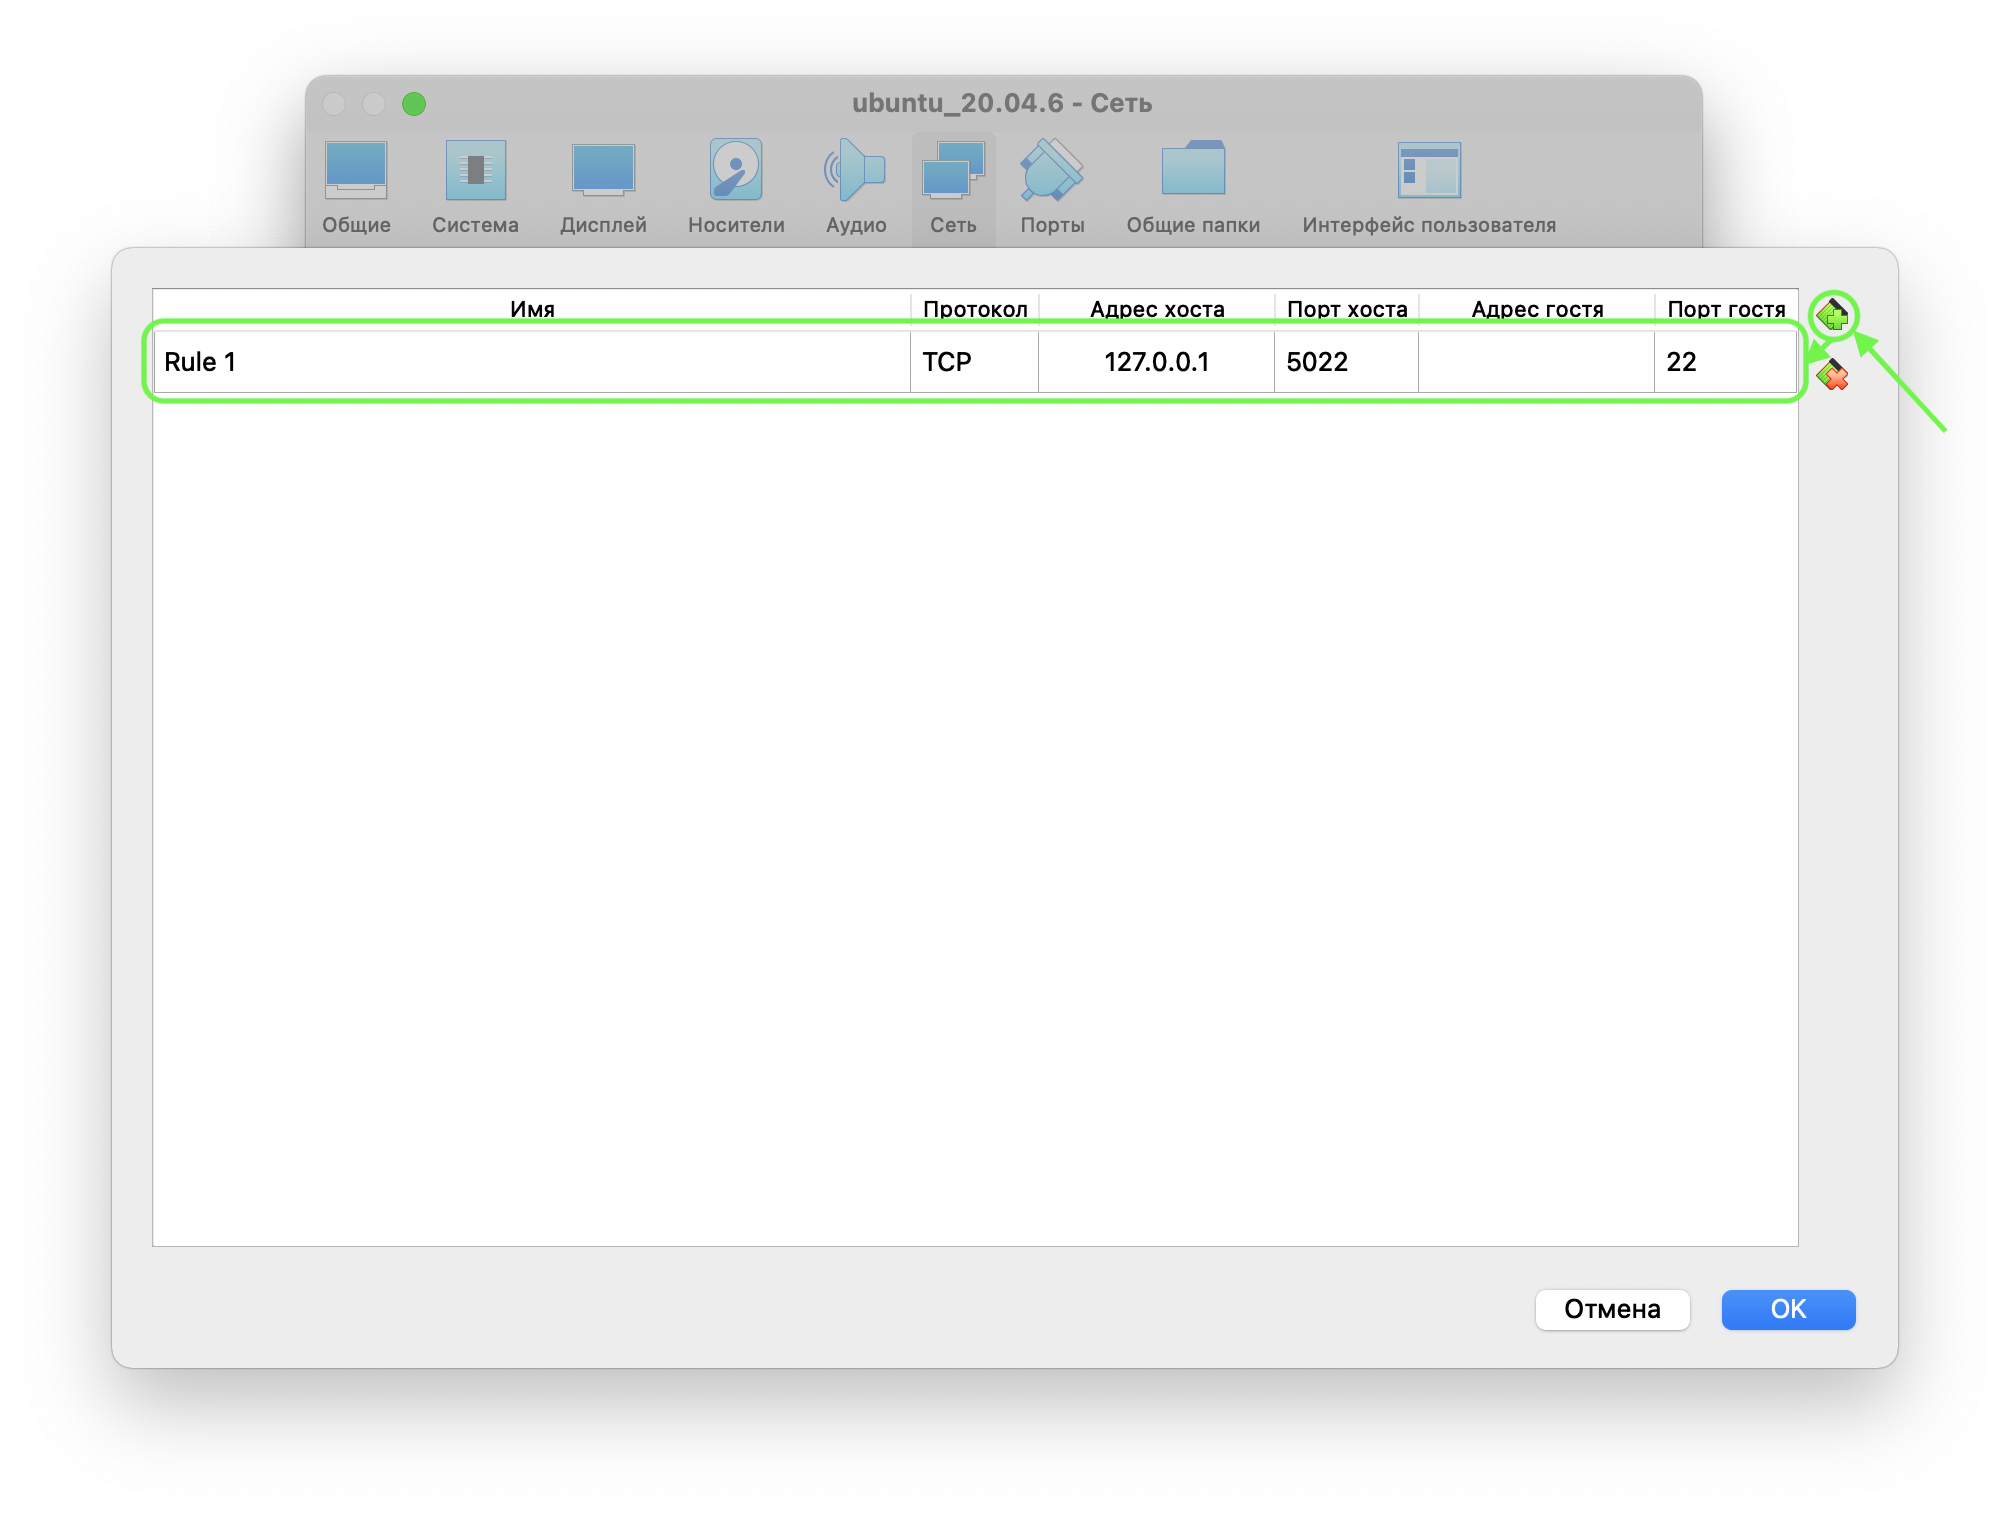 ubuntu_20.04.6 - Сеть
Общие Система Дисплей Носители Аудио Сеть Порты Общие папки Интерфейс пользователя
Имя Протокол Адрес хоста Порт хоста Адрес гостя Порт гостя
Rule 1 TCP 127.0.0.1 5022 22
Отмена OK